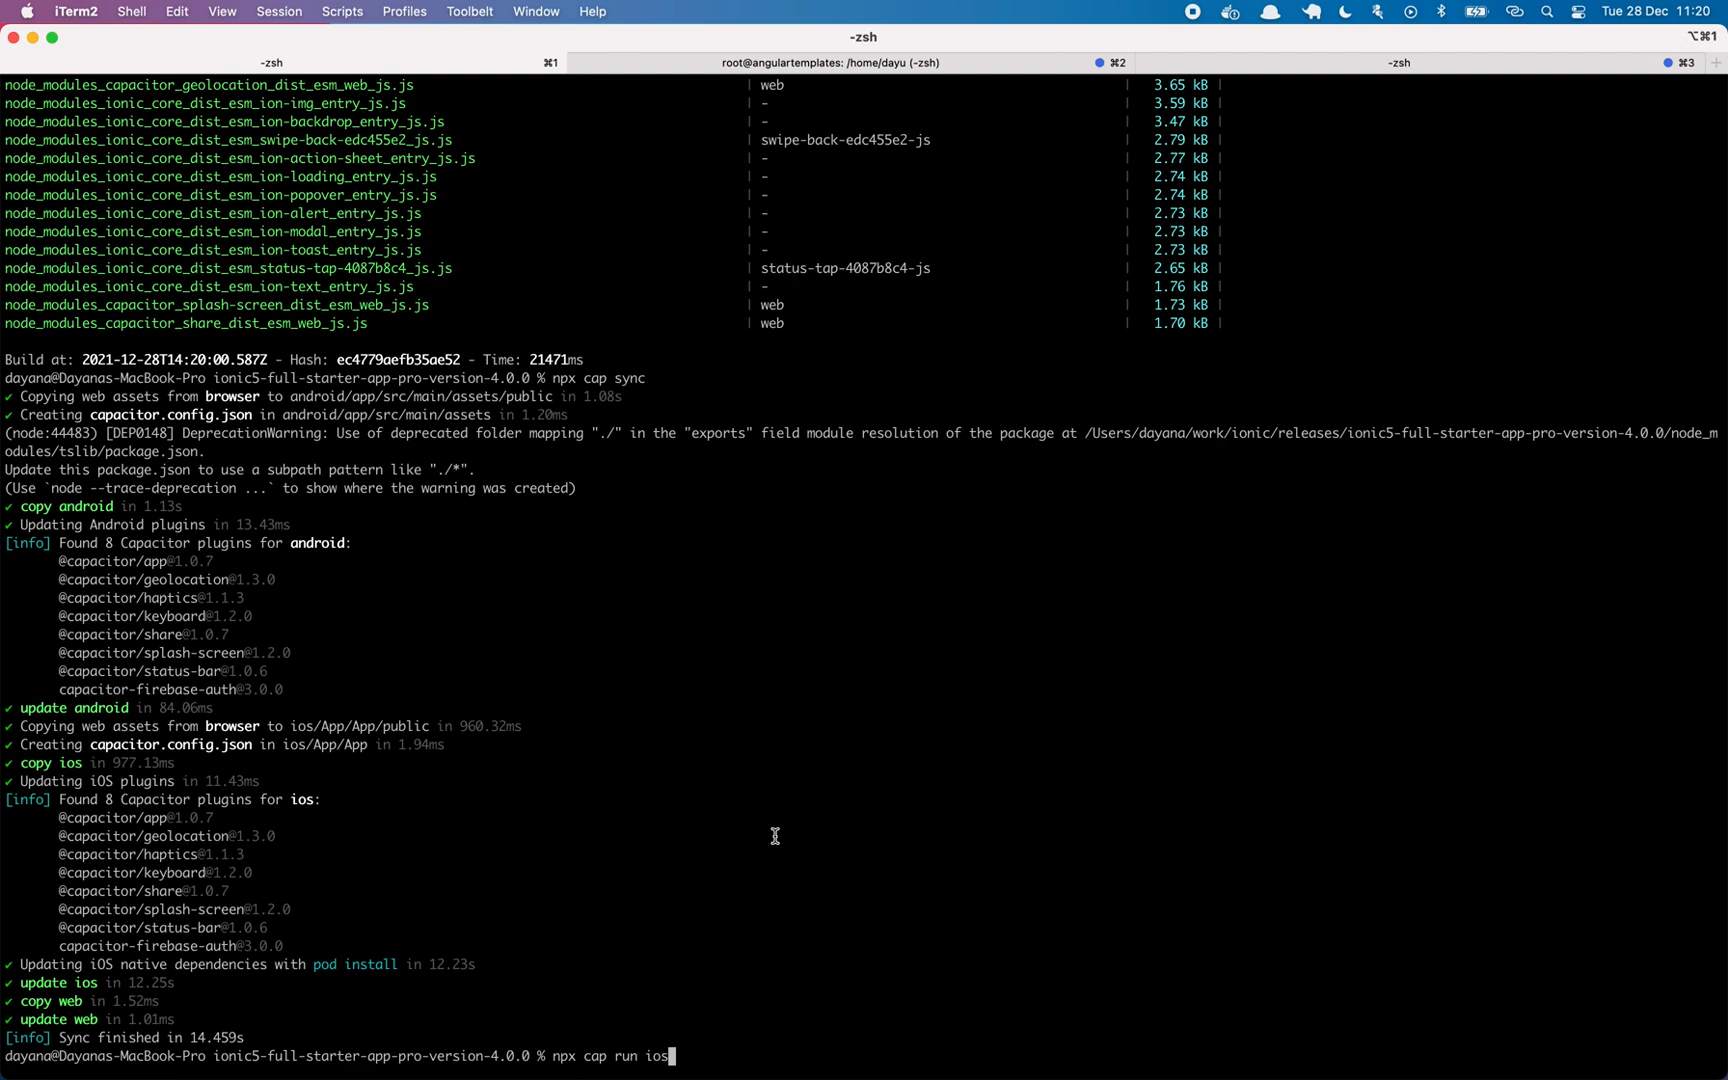 iTerm2 Shell Edit View Session Scripts Profiles Toolbelt Window Help Tue 28 Dec 11:20
-zsh ⌥⌘1
-zsh ⌘1 root@angulartemplates: /home/dayu (-zsh) ⌘2 -zsh ⌘3 +
node_modules_capacitor_geolocation_dist_esm_web_js.js | web | 3.65 kB |
node_modules_ionic_core_dist_esm_ion-img_entry_js.js | - | 3.59 kB |
node_modules_ionic_core_dist_esm_ion-backdrop_entry_js.js | - | 3.47 kB |
node_modules_ionic_core_dist_esm_swipe-back-edc455e2_js.js | swipe-back-edc455e2-js | 2.79 kB |
node_modules_ionic_core_dist_esm_ion-action-sheet_entry_js.js | - | 2.77 kB |
node_modules_ionic_core_dist_esm_ion-loading_entry_js.js | - | 2.74 kB |
node_modules_ionic_core_dist_esm_ion-popover_entry_js.js | - | 2.74 kB |
node_modules_ionic_core_dist_esm_ion-alert_entry_js.js | - | 2.73 kB |
node_modules_ionic_core_dist_esm_ion-modal_entry_js.js | - | 2.73 kB |
node_modules_ionic_core_dist_esm_ion-toast_entry_js.js | - | 2.73 kB |
node_modules_ionic_core_dist_esm_status-tap-4087b8c4_js.js | status-tap-4087b8c4-js | 2.65 kB |
node_modules_ionic_core_dist_esm_ion-text_entry_js.js | - | 1.76 kB |
node_modules_capacitor_splash-screen_dist_esm_web_js.js | web | 1.73 kB |
node_modules_capacitor_share_dist_esm_web_js.js | web | 1.70 kB |
Build at: 2021-12-28T14:20:00.587Z - Hash: ec4779aefb35ae52 - Time: 21471ms
dayana@Dayanas-MacBook-Pro ionic5-full-starter-app-pro-version-4.0.0 % npx cap sync
✔ Copying web assets from browser to android/app/src/main/assets/public in 1.08s
✔ Creating capacitor.config.json in android/app/src/main/assets in 1.20ms
(node:44483) [DEP0148] DeprecationWarning: Use of deprecated folder mapping "./" in the "exports" field module resolution of the package at /Users/dayana/work/ionic/releases/ionic5-full-starter-app-pro-version-4.0.0/node_m
odules/tslib/package.json.
Update this package.json to use a subpath pattern like "./*".
(Use `node --trace-deprecation ...` to show where the warning was created)
✔ copy android in 1.13s
✔ Updating Android plugins in 13.43ms
[info] Found 8 Capacitor plugins for android:
@capacitor/app@1.0.7
@capacitor/geolocation@1.3.0
@capacitor/haptics@1.1.3
@capacitor/keyboard@1.2.0
@capacitor/share@1.0.7
@capacitor/splash-screen@1.2.0
@capacitor/status-bar@1.0.6
capacitor-firebase-auth@3.0.0
✔ update android in 84.06ms
✔ Copying web assets from browser to ios/App/App/public in 960.32ms
✔ Creating capacitor.config.json in ios/App/App in 1.94ms
✔ copy ios in 977.13ms
✔ Updating iOS plugins in 11.43ms
[info] Found 8 Capacitor plugins for ios:
@capacitor/app@1.0.7
@capacitor/geolocation@1.3.0
@capacitor/haptics@1.1.3
@capacitor/keyboard@1.2.0
@capacitor/share@1.0.7
@capacitor/splash-screen@1.2.0
@capacitor/status-bar@1.0.6
capacitor-firebase-auth@3.0.0
✔ Updating iOS native dependencies with pod install in 12.23s
✔ update ios in 12.25s
✔ copy web in 1.52ms
✔ update web in 1.01ms
[info] Sync finished in 14.459s
dayana@Dayanas-MacBook-Pro ionic5-full-starter-app-pro-version-4.0.0 % npx cap run ios